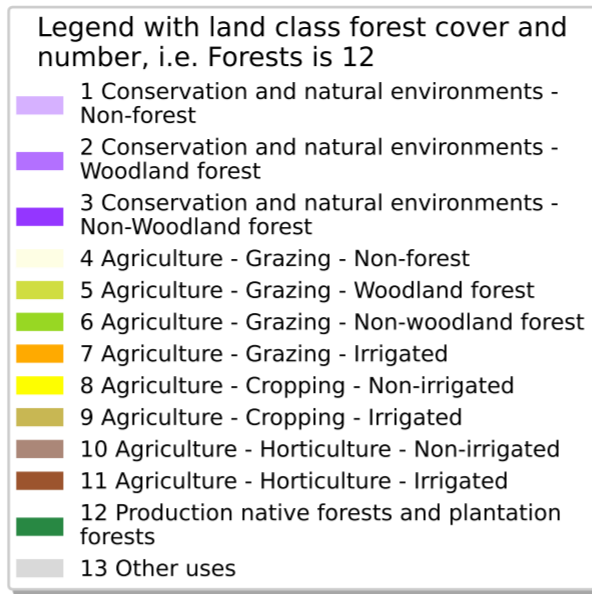 Legend with land class forest cover and
number, i.e. Forests is 12
1 Conservation and natural environments -
Non-forest
2 Conservation and natural environments -
Woodland forest
3 Conservation and natural environments -
Non-Woodland forest
4 Agriculture - Grazing - Non-forest
5 Agriculture - Grazing - Woodland forest
6 Agriculture - Grazing - Non-woodland forest
7 Agriculture - Grazing - Irrigated
8 Agriculture - Cropping - Non-irrigated
9 Agriculture - Cropping - Irrigated
10 Agriculture - Horticulture - Non-irrigated
11 Agriculture - Horticulture - Irrigated
12 Production native forests and plantation
forests
13 Other uses